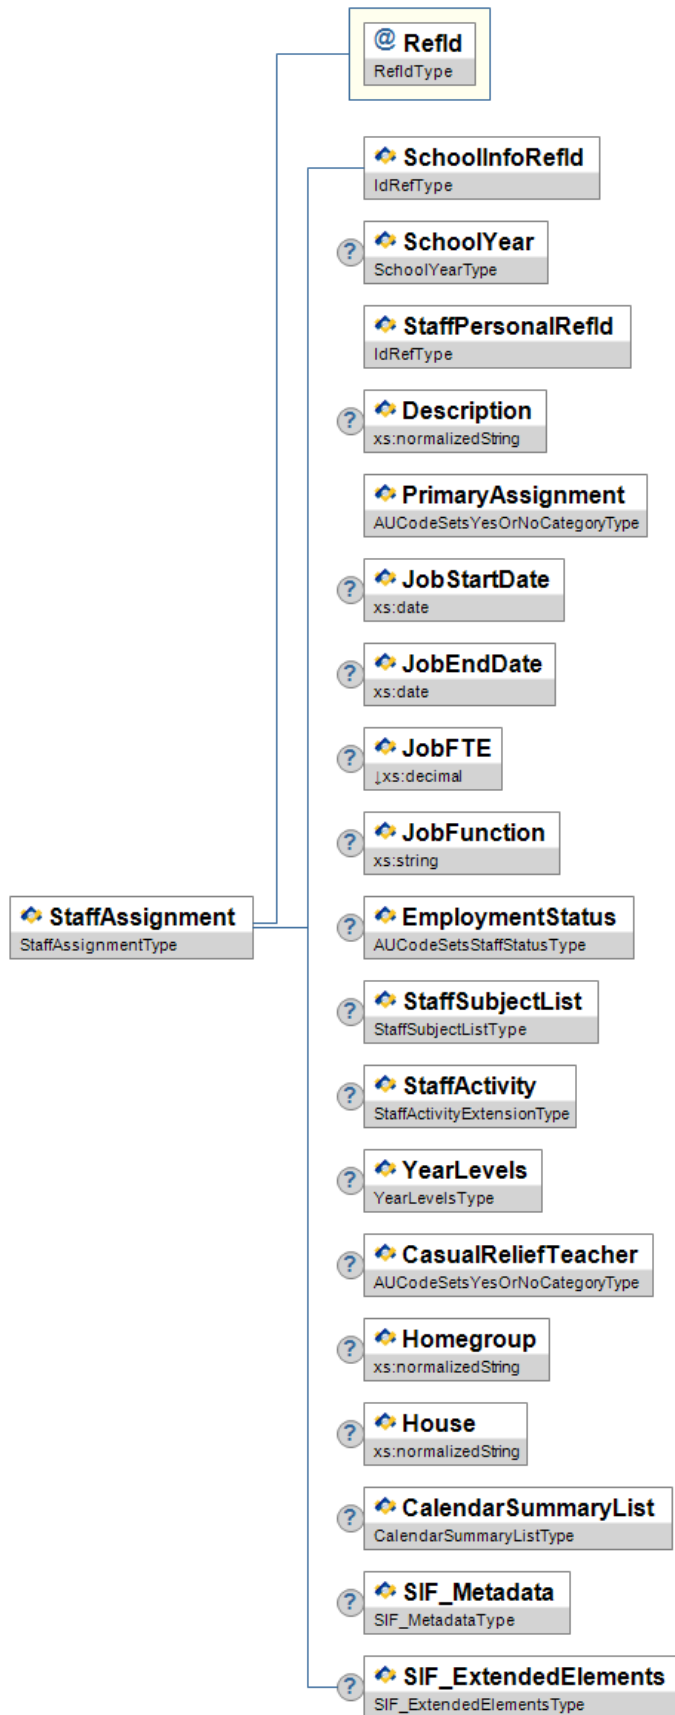 @ RefId
RefIdType
SchoolInfoRefId
IdRefType
? SchoolYear
SchoolYearType
StaffPersonalRefId
IdRefType
? Description
xs:normalizedString
PrimaryAssignment
AUCodeSetsYesOrNoCategoryType
? JobStartDate
xs:date
? JobEndDate
xs:date
? JobFTE
↓xs:decimal
? JobFunction
xs:string
StaffAssignment
StaffAssignmentType
? EmploymentStatus
AUCodeSetsStaffStatusType
? StaffSubjectList
StaffSubjectListType
? StaffActivity
StaffActivityExtensionType
? YearLevels
YearLevelsType
? CasualReliefTeacher
AUCodeSetsYesOrNoCategoryType
? Homegroup
xs:normalizedString
? House
xs:normalizedString
? CalendarSummaryList
CalendarSummaryListType
? SIF_Metadata
SIF_MetadataType
? SIF_ExtendedElements
SIF_ExtendedElementsType